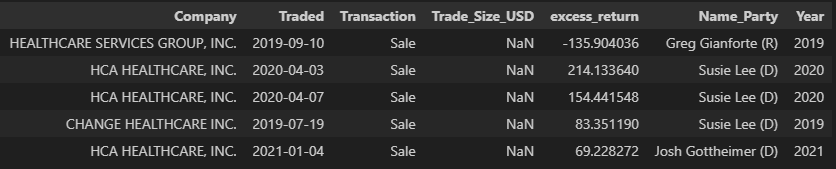 Company Traded Transaction Trade_Size_USD excess_return Name_Party Year
HEALTHCARE SERVICES GROUP, INC. 2019-09-10 Sale NaN -135.904036 Greg Gianforte (R) 2019
HCA HEALTHCARE, INC. 2020-04-03 Sale NaN 214.133640 Susie Lee (D) 2020
HCA HEALTHCARE, INC. 2020-04-07 Sale NaN 154.441548 Susie Lee (D) 2020
CHANGE HEALTHCARE INC. 2019-07-19 Sale NaN 83.351190 Susie Lee (D) 2019
HCA HEALTHCARE, INC. 2021-01-04 Sale NaN 69.228272 Josh Gottheimer (D) 2021